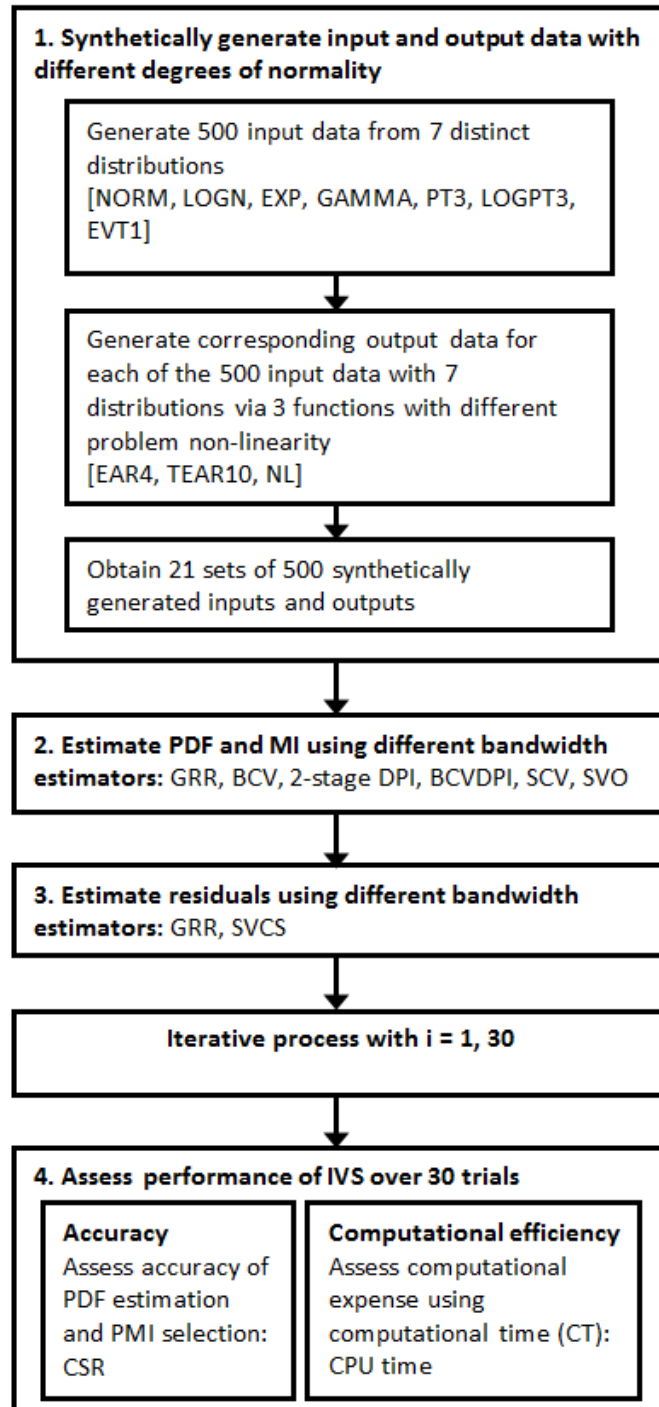 1. Synthetically generate input and output data with
different degrees of normality
Generate 500 input data from 7 distinct
distributions
[NORM, LOGN, EXP, GAMMA, PT3, LOGPT3,
EVT1]
Generate corresponding output data for
each of the 500 input data with 7
distributions via 3 functions with different
problem non-linearity
[EAR4, TEAR10, NL]
Obtain 21 sets of 500 synthetically
generated inputs and outputs
2. Estimate PDF and MI using different bandwidth
estimators: GRR, BCV, 2-stage DPI, BCVDPI, SCV, SVO
3. Estimate residuals using different bandwidth
estimators: GRR, SVCS
Iterative process with i = 1, 30
4. Assess performance of IVS over 30 trials
Accuracy
Assess accuracy of
PDF estimation
and PMI selection:
CSR
Computational efficiency
Assess computational
expense using
computational time (CT):
CPU time